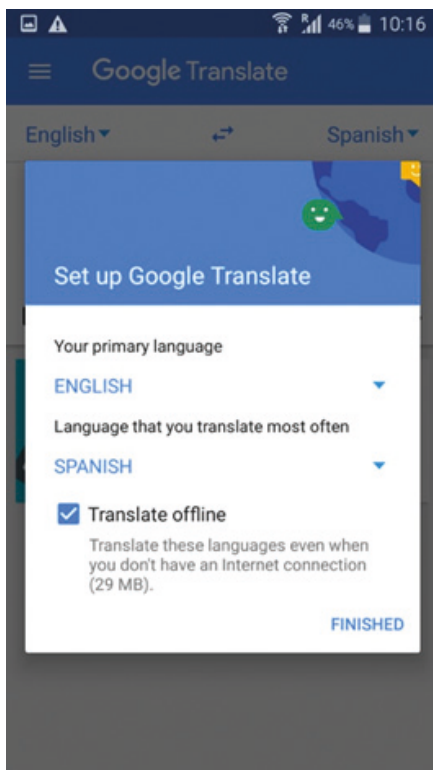 46% 10:16
Google Translate
English Spanish
Set up Google Translate
Your primary language
ENGLISH
Language that you translate most often
SPANISH
Translate offline
Translate these languages even when
you don't have an Internet connection
(29 MB).
FINISHED